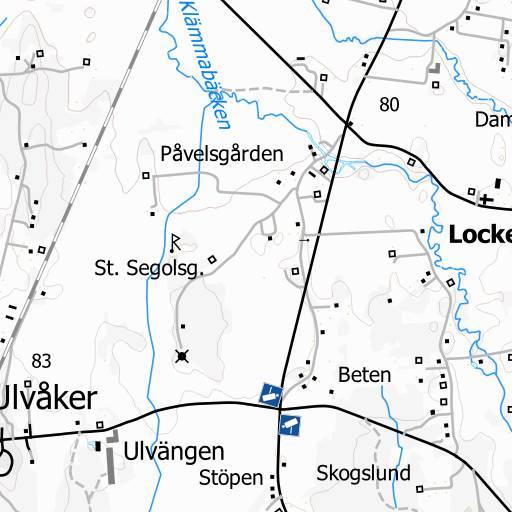 Klämmabäcken
80
Dam
Påvelsgården
Locke
St. Segolsg.
83
Beten
Ulvåker
Ulvängen
Stöpen
Skogslund